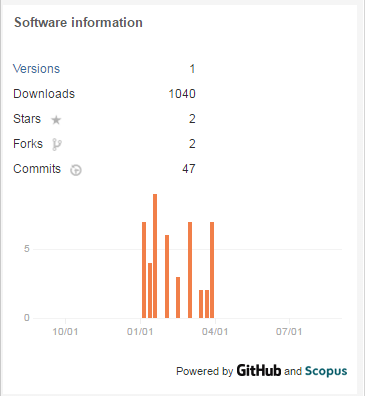 Software information
Versions 1
Downloads 1040
Stars 2
Forks 2
Commits 47
5
0
10/01 01/01 04/01 07/01
Powered by GitHub and Scopus